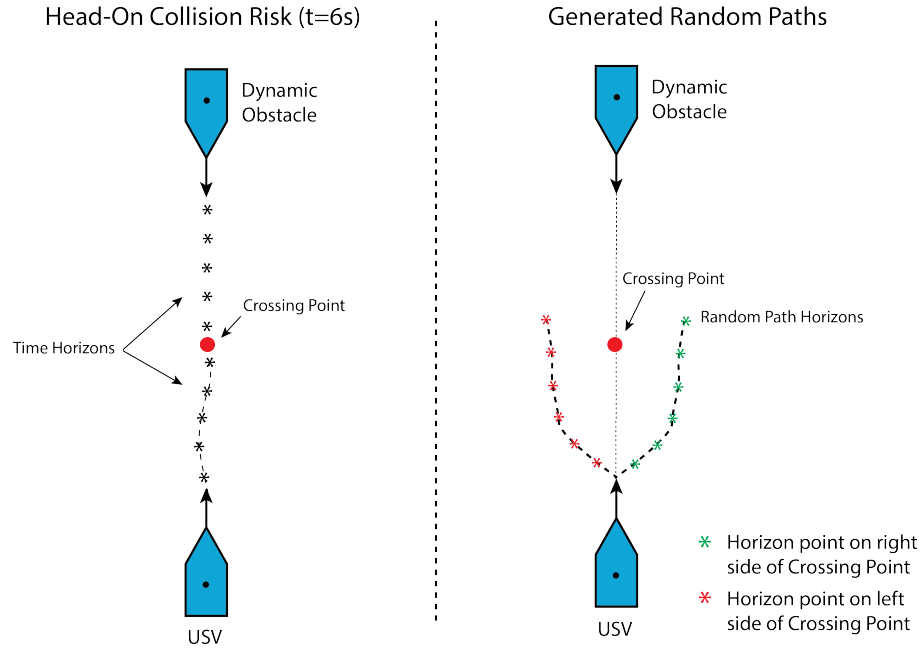 Head-On Collision Risk (t=6s)
Dynamic
Obstacle
Crossing Point
Time Horizons
USV
Generated Random Paths
Dynamic
Obstacle
Crossing Point
Random Path Horizons
USV
Horizon point on right
side of Crossing Point
Horizon point on left
side of Crossing Point